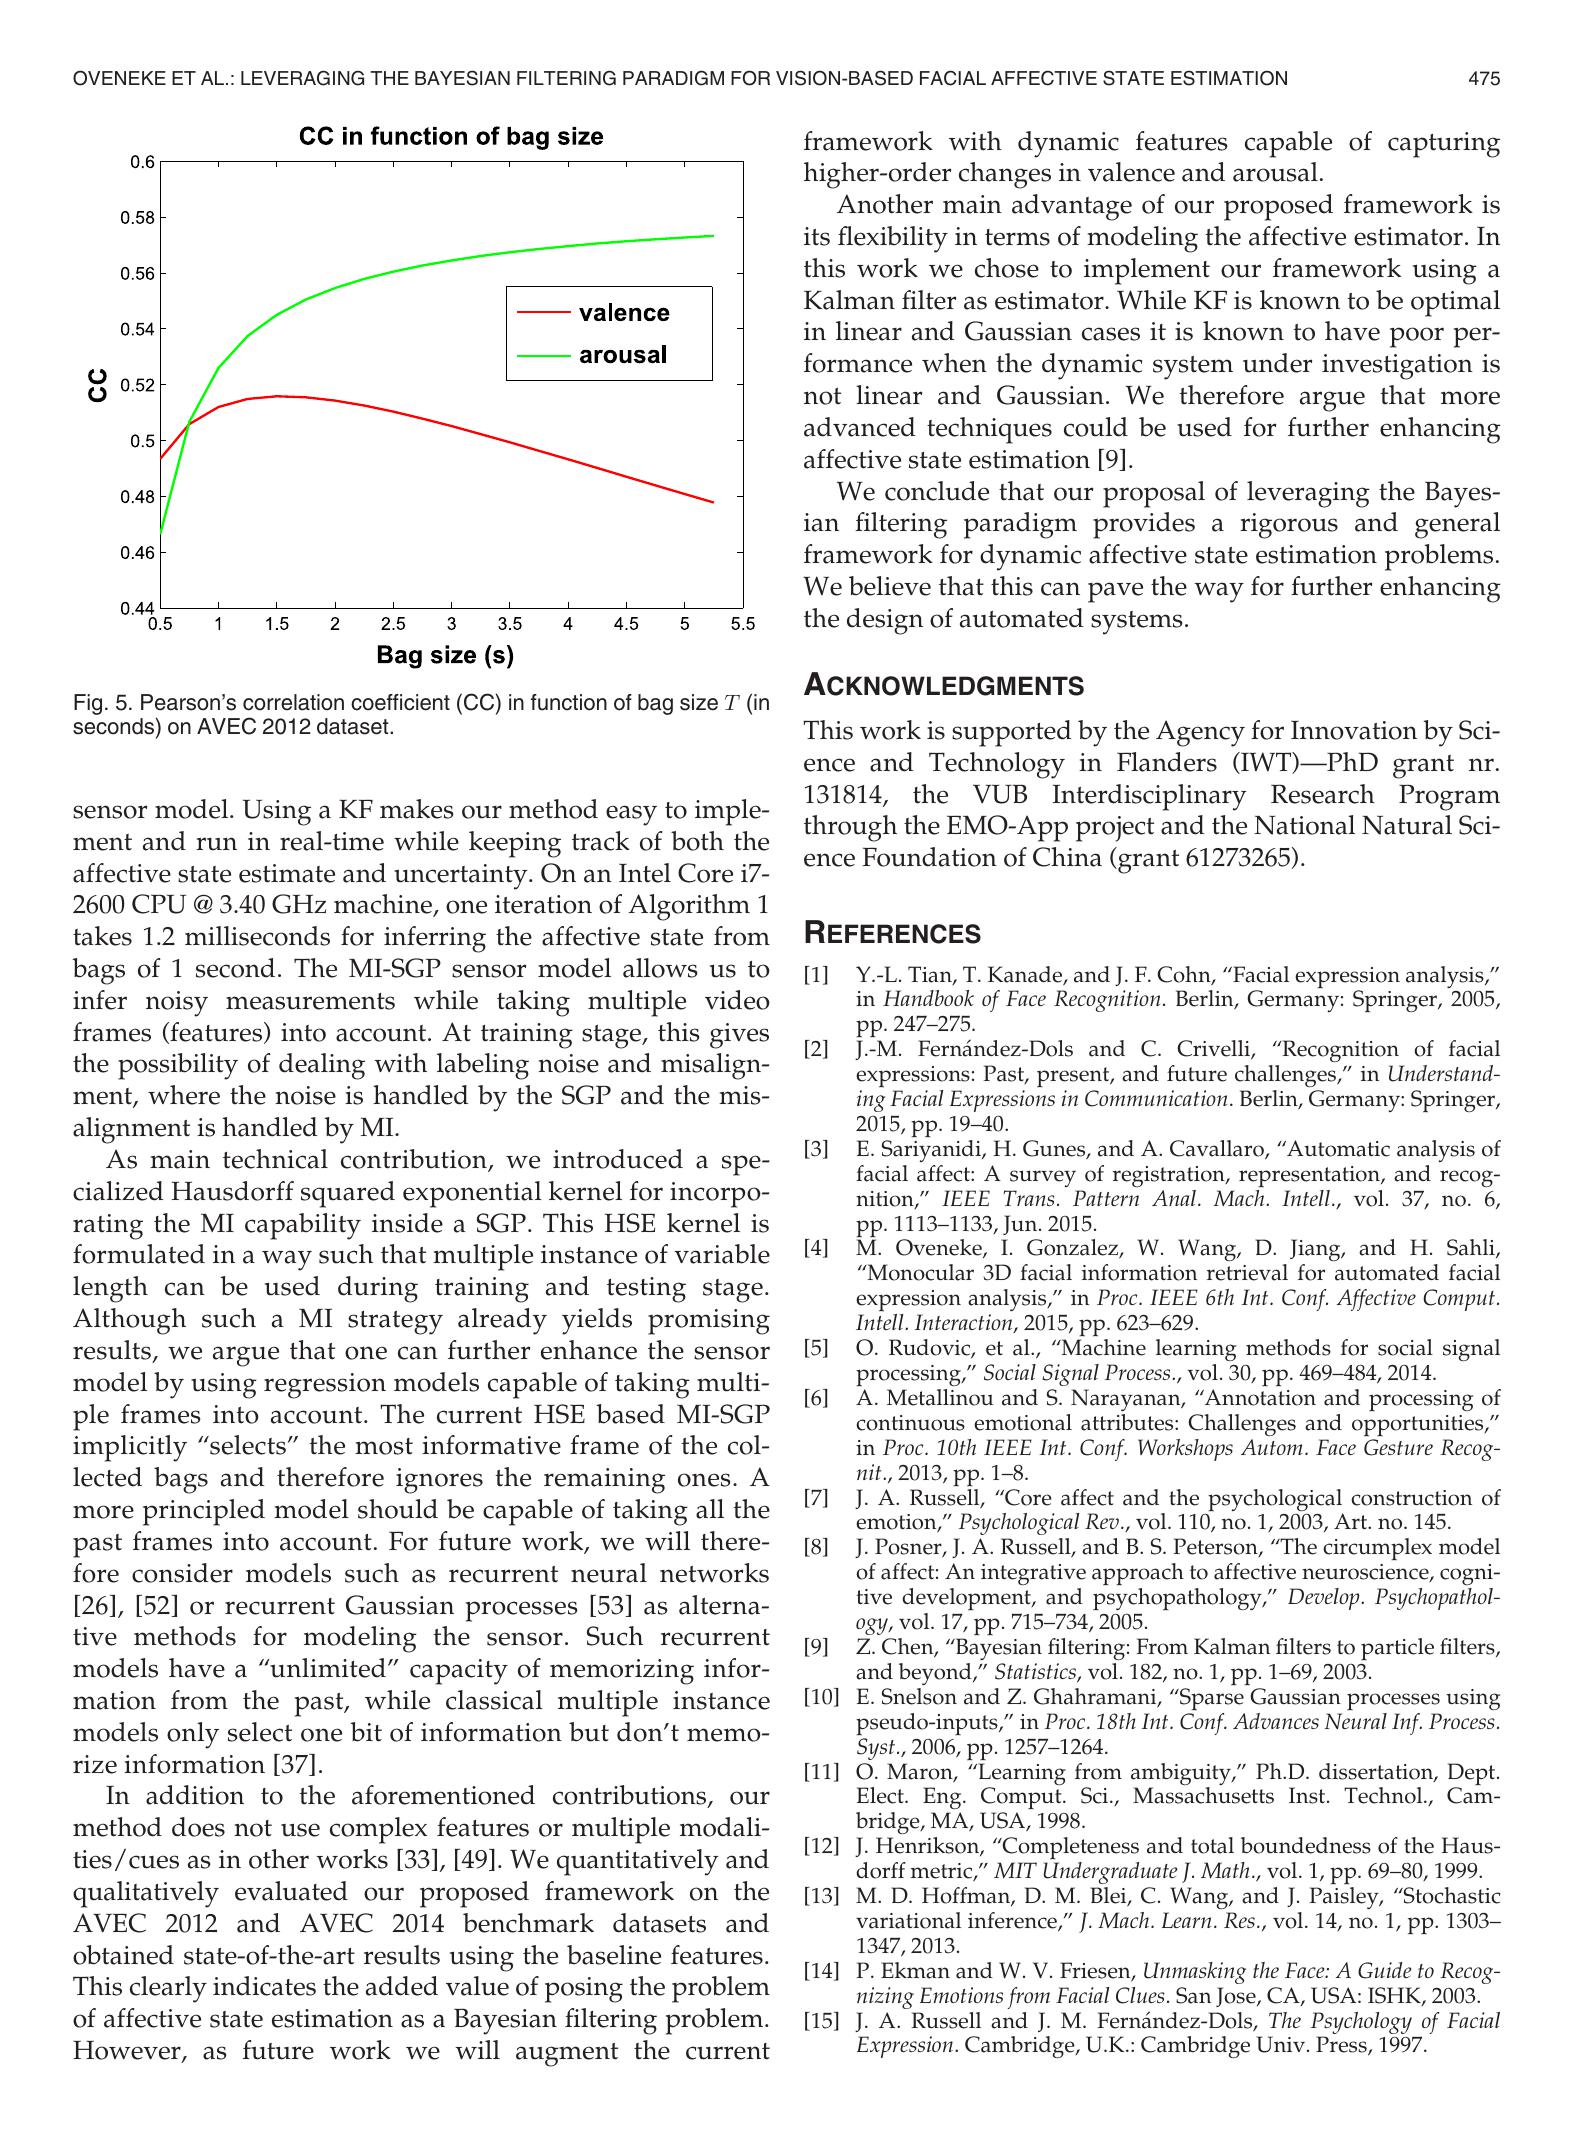 OVENEKE ET AL.: LEVERAGING THE BAYESIAN FILTERING PARADIGM FOR VISION-BASED FACIAL AFFECTIVE STATE ESTIMATION 475
CC in function of bag size
0.6
0.58
0.56
0.54
0.52
0.5
0.48
0.46
0.44
CC
valence
arousal
0.5 1 1.5 2 2.5 3 3.5 4 4.5 5 5.5
Bag size (s)
Fig. 5. Pearson's correlation coefficient (CC) in function of bag size T (in
seconds) on AVEC 2012 dataset.
sensor model. Using a KF makes our method easy to imple-
ment and run in real-time while keeping track of both the
affective state estimate and uncertainty. On an Intel Core i7-
2600 CPU @ 3.40 GHz machine, one iteration of Algorithm 1
takes 1.2 milliseconds for inferring the affective state from
bags of 1 second. The MI-SGP sensor model allows us to
infer noisy measurements while taking multiple video
frames (features) into account. At training stage, this gives
the possibility of dealing with labeling noise and misalign-
ment, where the noise is handled by the SGP and the mis-
alignment is handled by MI.
As main technical contribution, we introduced a spe-
cialized Hausdorff squared exponential kernel for incorpo-
rating the MI capability inside a SGP. This HSE kernel is
formulated in a way such that multiple instance of variable
length can be used during training and testing stage.
Although such a MI strategy already yields promising
results, we argue that one can further enhance the sensor
model by using regression models capable of taking multi-
ple frames into account. The current HSE based MI-SGP
implicitly “selects” the most informative frame of the col-
lected bags and therefore ignores the remaining ones. A
more principled model should be capable of taking all the
past frames into account. For future work, we will there-
fore consider models such as recurrent neural networks
[26], [52] or recurrent Gaussian processes [53] as alterna-
tive methods for modeling the sensor. Such recurrent
models have a “unlimited” capacity of memorizing infor-
mation from the past, while classical multiple instance
models only select one bit of information but don't memo-
rize information [37].
In addition to the aforementioned contributions, our
method does not use complex features or multiple modali-
ties/cues as in other works [33], [49]. We quantitatively and
qualitatively evaluated our proposed framework on the
AVEC 2012 and AVEC 2014 benchmark datasets and
obtained state-of-the-art results using the baseline features.
This clearly indicates the added value of posing the problem
of affective state estimation as a Bayesian filtering problem.
However, as future work we will augment the current
framework with dynamic features capable of capturing
higher-order changes in valence and arousal.
Another main advantage of our proposed framework is
its flexibility in terms of modeling the affective estimator. In
this work we chose to implement our framework using a
Kalman filter as estimator. While KF is known to be optimal
in linear and Gaussian cases it is known to have poor per-
formance when the dynamic system under investigation is
not linear and Gaussian. We therefore argue that more
advanced techniques could be used for further enhancing
affective state estimation [9].
We conclude that our proposal of leveraging the Bayes-
ian filtering paradigm provides a rigorous and general
framework for dynamic affective state estimation problems.
We believe that this can pave the way for further enhancing
the design of automated systems.
ACKNOWLEDGMENTS
This work is supported by the Agency for Innovation by Sci-
ence and Technology in Flanders (IWT)—PhD grant nr.
131814, the VUB Interdisciplinary Research Program
through the EMO-App project and the National Natural Sci-
ence Foundation of China (grant 61273265).
REFERENCES
[1] Y.-L. Tian, T. Kanade, and J. F. Cohn, “Facial expression analysis,”
in Handbook of Face Recognition. Berlin, Germany: Springer, 2005,
pp. 247–275.
[2] J.-M. Fernández-Dols and C. Crivelli, “Recognition of facial
expressions: Past, present, and future challenges,” in Understand-
ing Facial Expressions in Communication. Berlin, Germany: Springer,
2015, pp. 19–40.
[3] E. Sariyanidi, H. Gunes, and A. Cavallaro, “Automatic analysis of
facial affect: A survey of registration, representation, and recog-
nition,” IEEE Trans. Pattern Anal. Mach. Intell., vol. 37, no. 6,
pp. 1113–1133, Jun. 2015.
[4] M. Oveneke, I. Gonzalez, W. Wang, D. Jiang, and H. Sahli,
“Monocular 3D facial information retrieval for automated facial
expression analysis,” in Proc. IEEE 6th Int. Conf. Affective Comput.
Intell. Interaction, 2015, pp. 623–629.
[5] O. Rudovic, et al., “Machine learning methods for social signal
processing,” Social Signal Process., vol. 30, pp. 469–484, 2014.
[6] A. Metallinou and S. Narayanan, “Annotation and processing of
continuous emotional attributes: Challenges and opportunities,”
in Proc. 10th IEEE Int. Conf. Workshops Autom. Face Gesture Recog-
nit., 2013, pp. 1–8.
[7] J. A. Russell, “Core affect and the psychological construction of
emotion,” Psychological Rev., vol. 110, no. 1, 2003, Art. no. 145.
[8] J. Posner, J. A. Russell, and B. S. Peterson, “The circumplex model
of affect: An integrative approach to affective neuroscience, cogni-
tive development, and psychopathology,” Develop. Psychopathol-
ogy, vol. 17, pp. 715–734, 2005.
[9] Z. Chen, “Bayesian filtering: From Kalman filters to particle filters,
and beyond,” Statistics, vol. 182, no. 1, pp. 1–69, 2003.
[10] E. Snelson and Z. Ghahramani, “Sparse Gaussian processes using
pseudo-inputs,” in Proc. 18th Int. Conf. Advances Neural Inf. Process.
Syst., 2006, pp. 1257–1264.
[11] O. Maron, “Learning from ambiguity,” Ph.D. dissertation, Dept.
Elect. Eng. Comput. Sci., Massachusetts Inst. Technol., Cam-
bridge, MA, USA, 1998.
[12] J. Henrikson, “Completeness and total boundedness of the Haus-
dorff metric,” MIT Undergraduate J. Math., vol. 1, pp. 69–80, 1999.
[13] M. D. Hoffman, D. M. Blei, C. Wang, and J. Paisley, “Stochastic
variational inference,” J. Mach. Learn. Res., vol. 14, no. 1, pp. 1303–
1347, 2013.
[14] P. Ekman and W. V. Friesen, Unmasking the Face: A Guide to Recog-
nizing Emotions from Facial Clues. San Jose, CA, USA: ISHK, 2003.
[15] J. A. Russell and J. M. Fernández-Dols, The Psychology of Facial
Expression. Cambridge, U.K.: Cambridge Univ. Press, 1997.